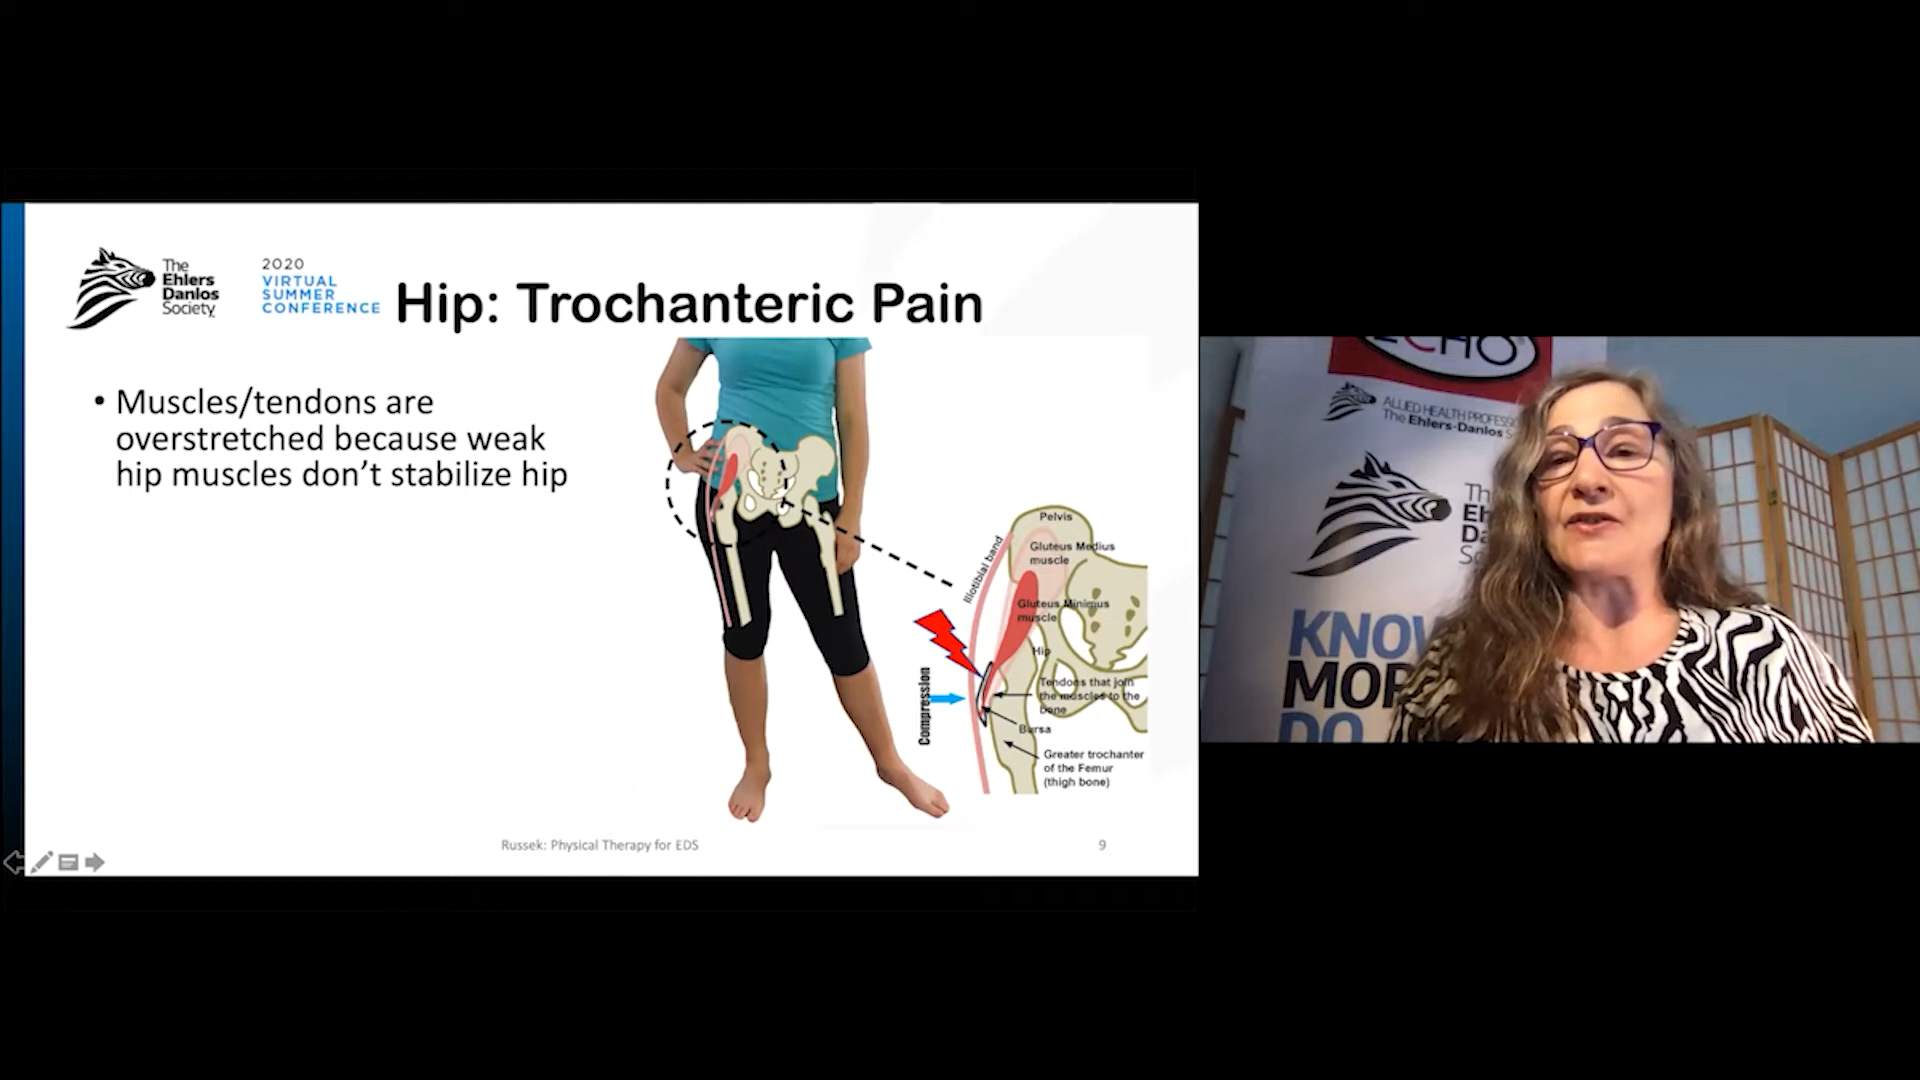 The
Ehlers
Danlos
Society
2020
VIRTUAL
SUMMER
CONFERENCE
Hip: Trochanteric Pain
• Muscles/tendons are
overstretched because weak
hip muscles don’t stabilize hip
Pelvis
Gluteus Medius
muscle
Iliotibial band
Gluteus Minimus
muscle
Hip
Compression
Tendons that join
the muscles to the
bone
Bursa
Greater trochanter
of the Femur
(thigh bone)
Russek: Physical Therapy for EDS
9
ECHO
ALLIED HEALTH
The Ehlers-Danlos
KNOW
MORE
DO